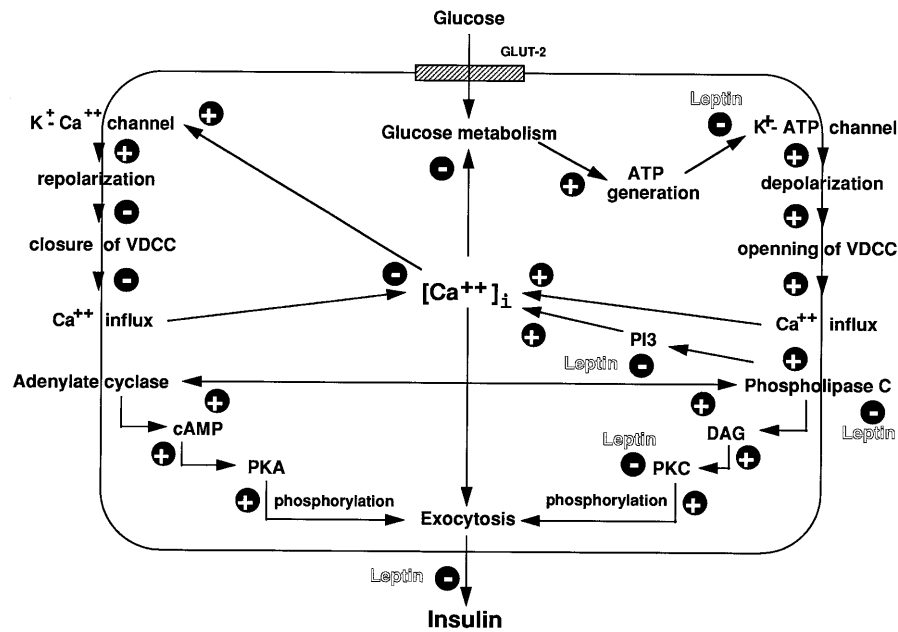 Glucose
GLUT-2
Leptin
K+- Ca++ channel
+
Glucose metabolism
-
K+- ATP channel
+
repolarization
-
+
ATP
generation
+
depolarization
-
+
closure of VDCC
openning of VDCC
-
-
[Ca++]i
+
+
Ca++ influx
+
PI3
Ca++ influx
Leptin
-
+
Adenylate cyclase
Phospholipase C
+
+
-
Leptin
cAMP
DAG
+
Leptin
+
PKA
-
PKC
+
phosphorylation
phosphorylation
+
Exocytosis
Leptin
-
Insulin